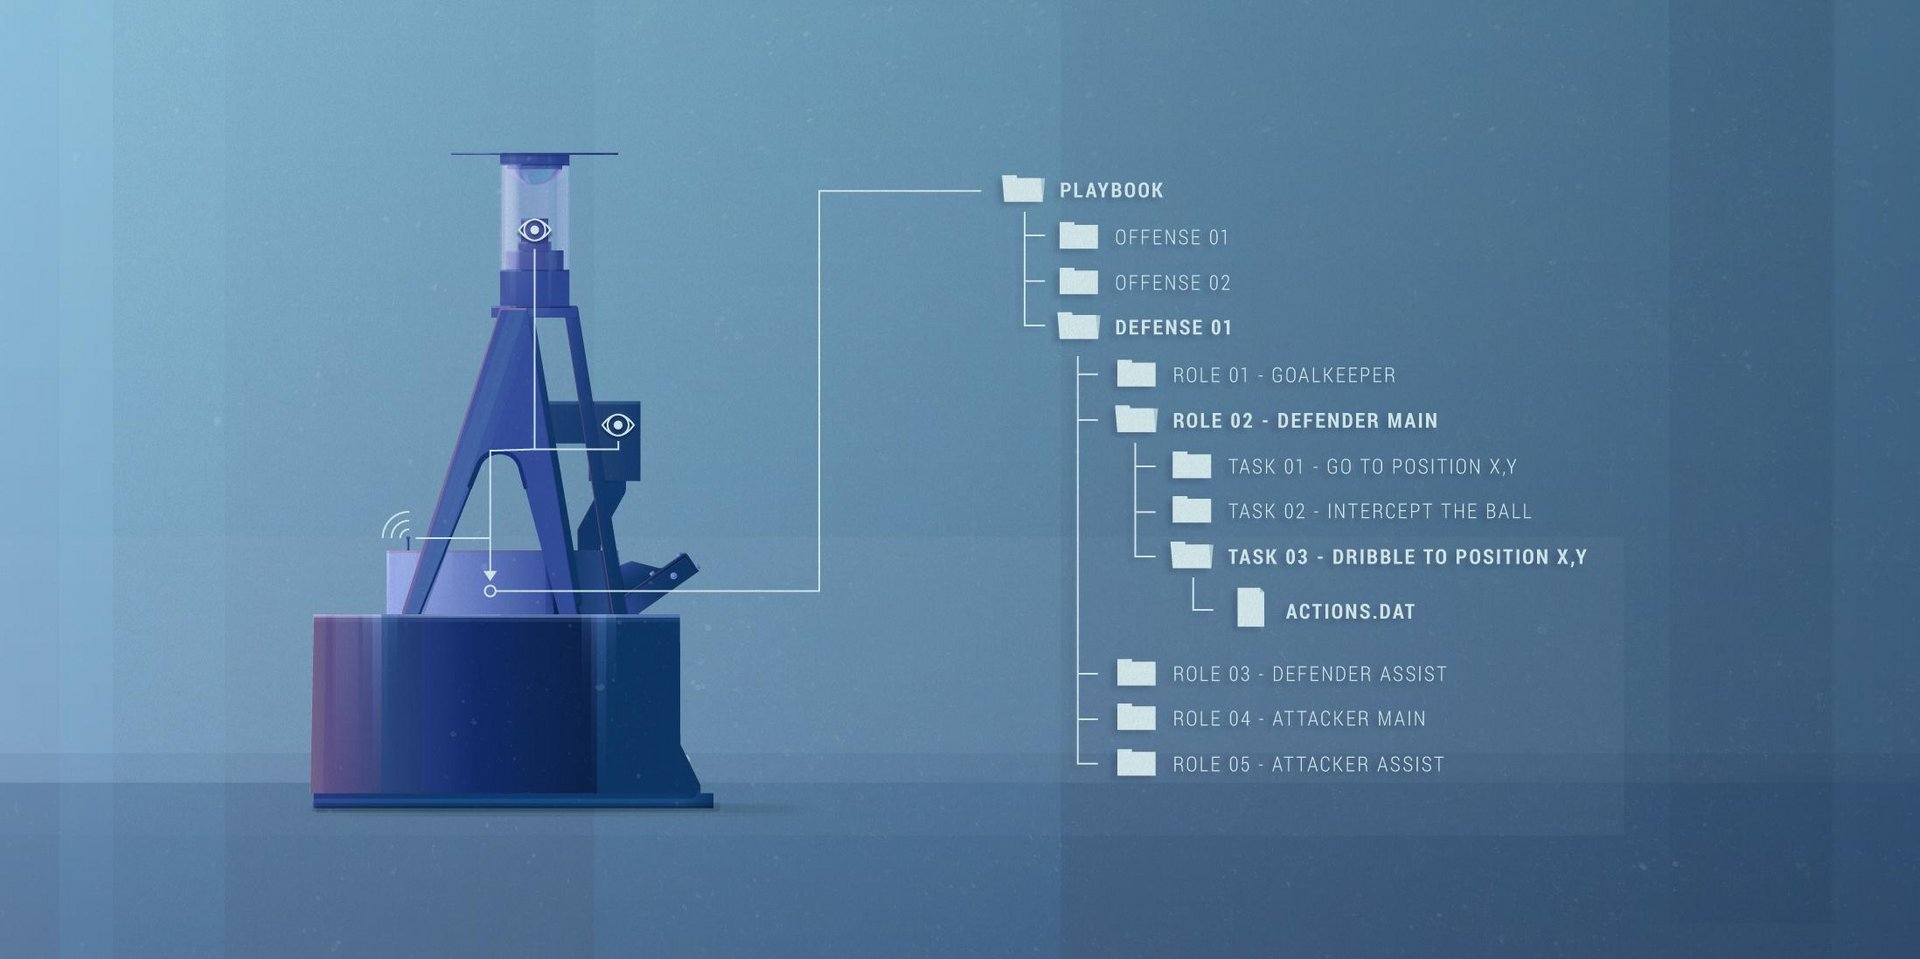 PLAYBOOK
OFFENSE 01
OFFENSE 02
DEFENSE 01
ROLE 01 - GOALKEEPER
ROLE 02 - DEFENDER MAIN
TASK 01 - GO TO POSITION X,Y
TASK 02 - INTERCEPT THE BALL
TASK 03 - DRIBBLE TO POSITION X,Y
ACTIONS.DAT
ROLE 03 - DEFENDER ASSIST
ROLE 04 - ATTACKER MAIN
ROLE 05 - ATTACKER ASSIST